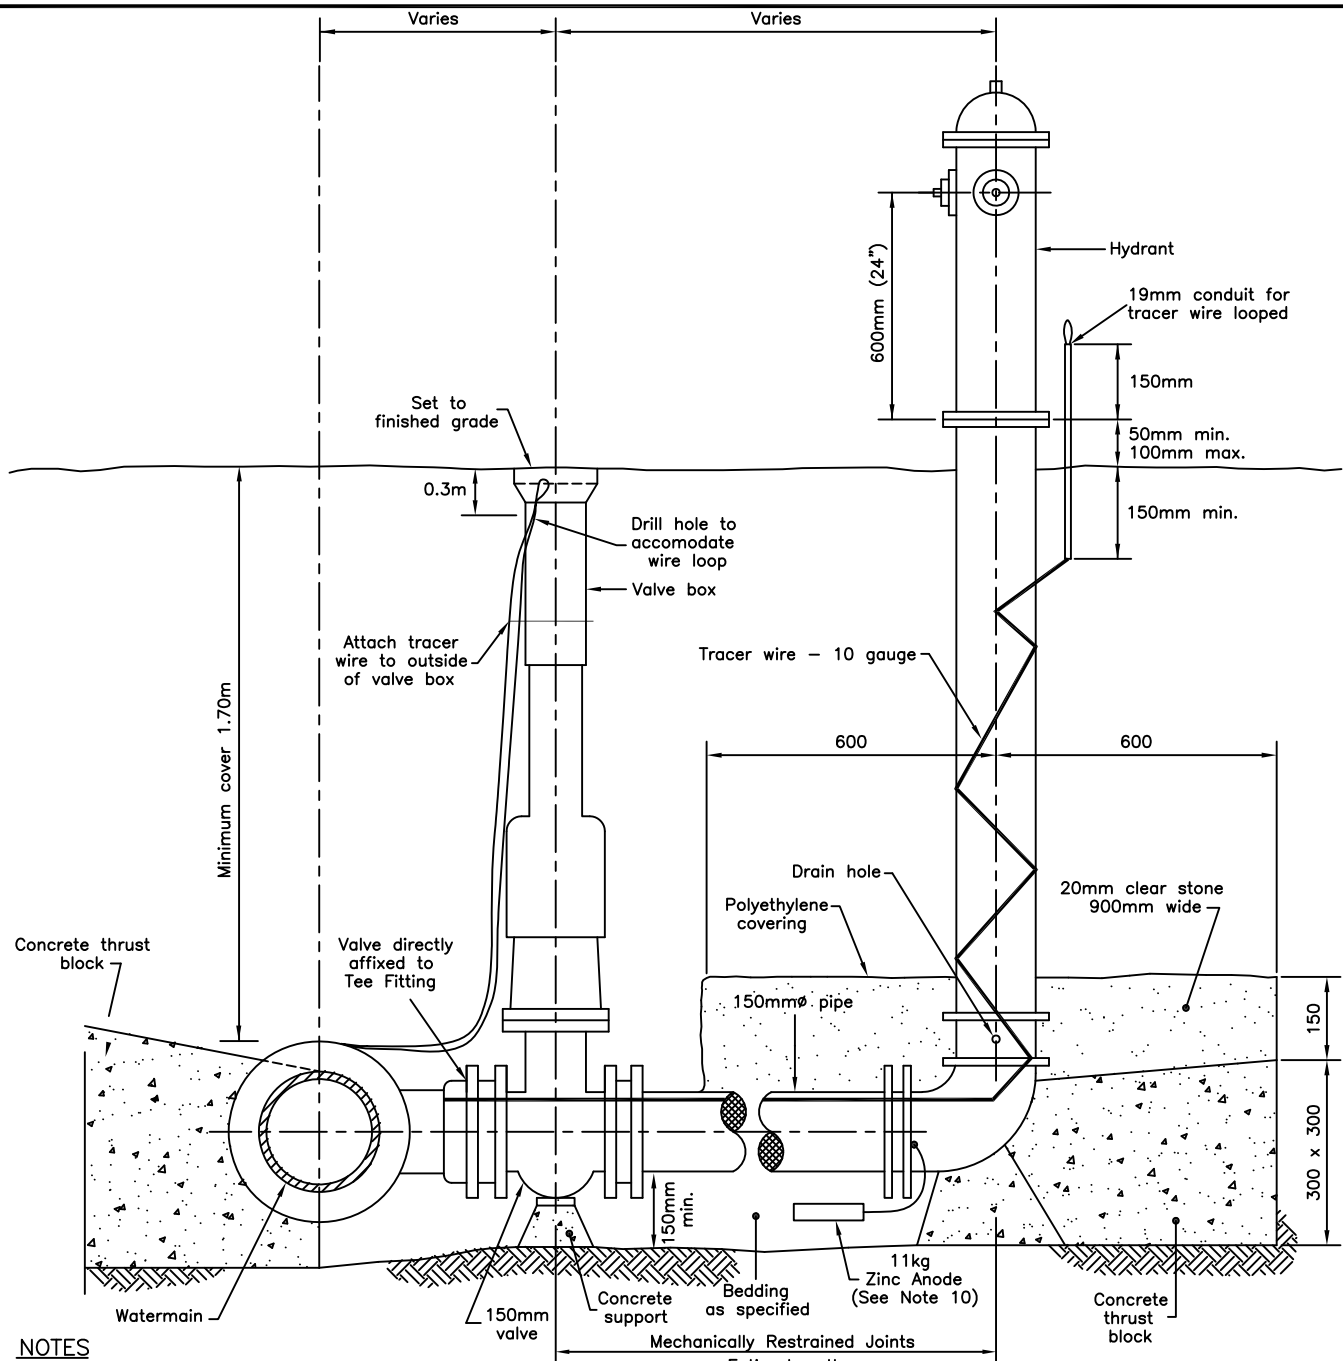 Varies
Varies
Hydrant
19mm conduit for
tracer wire looped
600mm (24")
150mm
50mm min.
100mm max.
150mm min.
Set to
finished grade
0.3m
Drill hole to
accomodate
wire loop
Valve box
Attach tracer
wire to outside
of valve box
Tracer wire – 10 gauge
Minimum cover 1.70m
600
600
Drain hole
20mm clear stone
900mm wide
Polyethylene
covering
Concrete thrust
block
Valve directly
affixed to
Tee Fitting
150mmø pipe
150
300 x 300
150mm
min.
11kg
Zinc Anode
(See Note 10)
Bedding
as specified
Concrete
support
150mm
valve
Watermain
Concrete
thrust
block
Mechanically Restrained Joints
NOTES